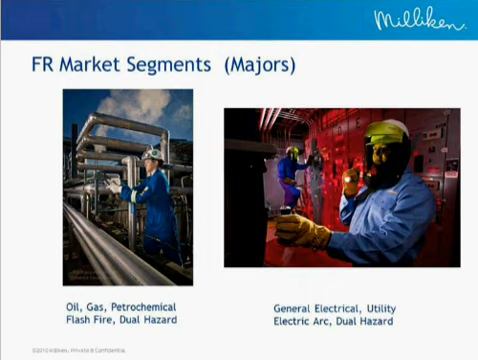 Milliken.
FR Market Segments (Majors)
Oil, Gas, Petrochemical
Flash Fire, Dual Hazard
General Electrical, Utility
Electric Arc, Dual Hazard
©2010 Milliken, Private & Confidential.